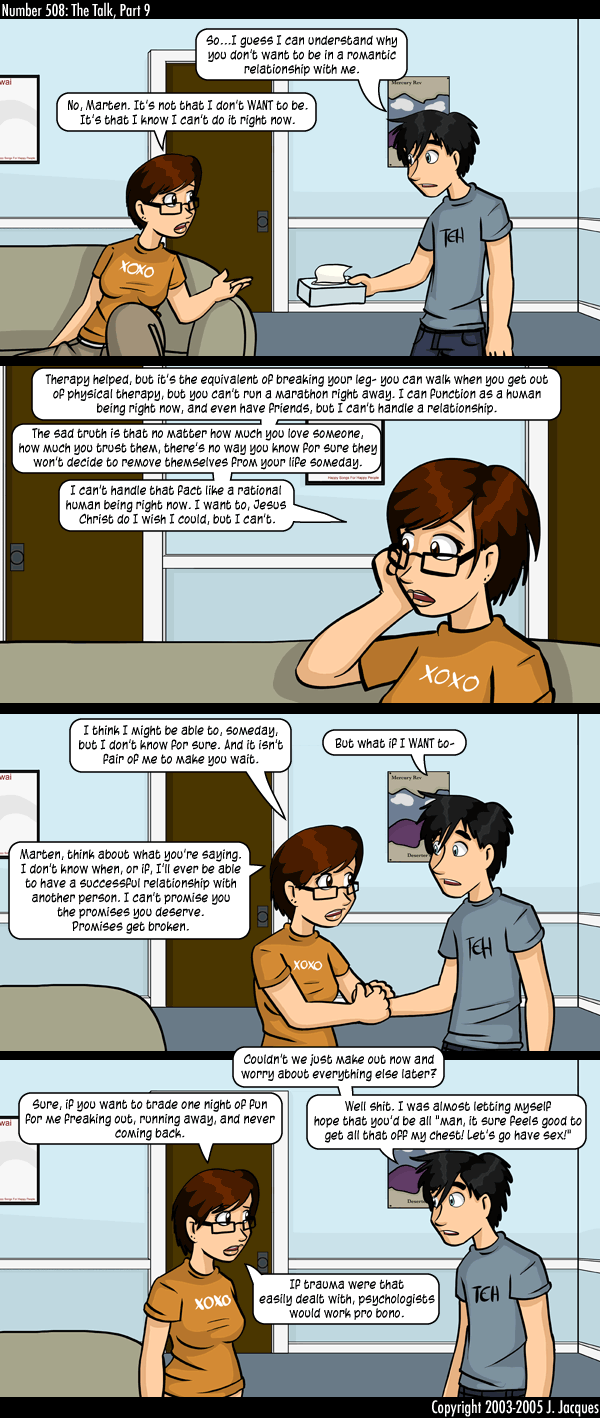 Number 508: The Talk, Part 9
So...I guess I can understand why
you don't want to be in a romantic
relationship with me.
No, Marten. It's not that I don't WANT to be.
It's that I know I can't do it right now.
wai
Mercury Rev
XOXO
TEH
Therapy helped, but it's the equivalent of breaking your leg- you can walk when you get out
of physical therapy, but you can't run a marathon right away. I can function as a human
being right now, and even have friends, but I can't handle a relationship.
The sad truth is that no matter how much you love someone,
how much you trust them, there's no way you know for sure they
won't decide to remove themselves from your life someday.
Happy Songs For Happy People
I can't handle that fact like a rational
human being right now. I want to, Jesus
Christ do I wish I could, but I can't.
XOXO
I think I might be able to, someday,
but I don't know for sure. And it isn't
fair of me to make you wait.
But what if I WANT to-
wai
Mercury Rev
Deserter
Marten, think about what you're saying.
I don't know when, or if, I'll ever be able
to have a successful relationship with
another person. I can't promise you
the promises you deserve.
Promises get broken.
XOXO
TEH
Couldn't we just make out now and
worry about everything else later?
Sure, if you want to trade one night of fun
for me freaking out, running away, and never
coming back.
Well shit. I was almost letting myself
hope that you'd be all "Man, it sure feels good to
get all that off my chest! Let's go have sex!"
wai
If trauma were that
easily dealt with, psychologists
would work pro bono.
XOXO
TEH
Copyright 2003-2005 J. Jacques